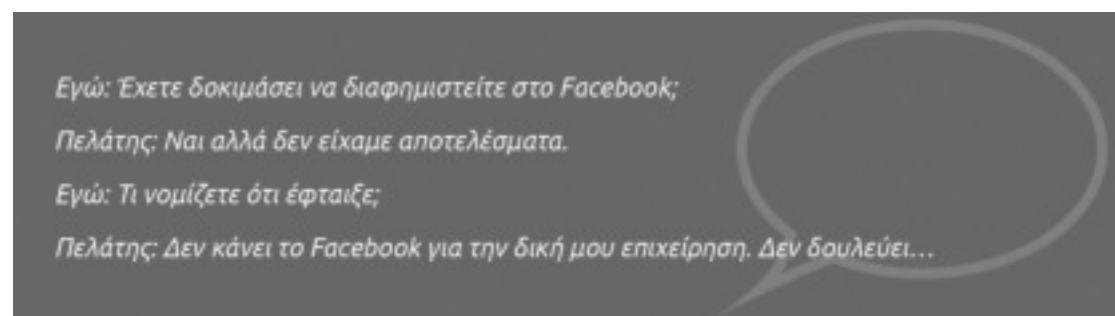 Εγώ: Έχετε δοκιμάσει να διαφημιστείτε στο Facebook;
Πελάτης: Ναι αλλά δεν είχαμε αποτελέσματα.
Εγώ: Τι νομίζετε ότι έφταιξε;
Πελάτης: Δεν κάνει το Facebook για την δική μου επιχείρηση. Δεν δουλεύει…